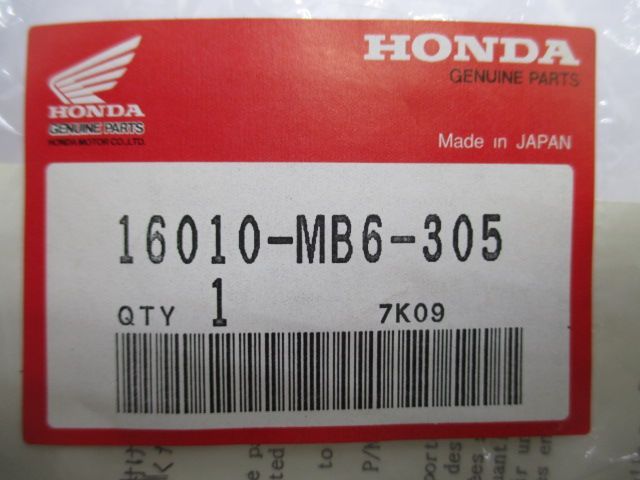 HONDA
GENUINE PARTS
HONDA MOTOR CO.,LTD.
HONDA
GENUINE PARTS
Made in JAPAN
16010-MB6-305
QTY 1 7K09
to
P/N